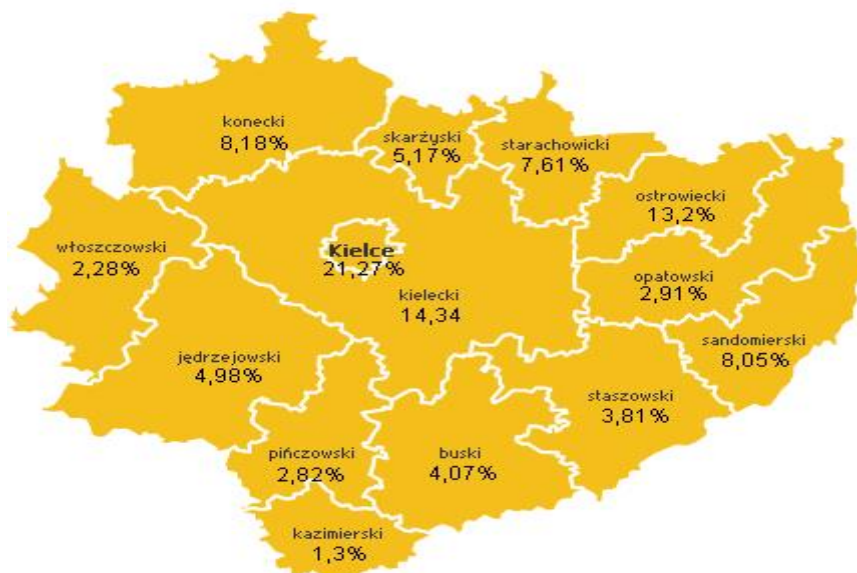 konecki
8,18%
skarżyski
5,17%
starachowicki
7,61%
ostrowiecki
13,2%
włoszczowski
2,28%
Kielce
21,27%
kielecki
14,34
opatowski
2,91%
sandomierski
8,05%
jędrzejowski
4,98%
staszowski
3,81%
pińczowski
2,82%
buski
4,07%
kazimierski
1,3%